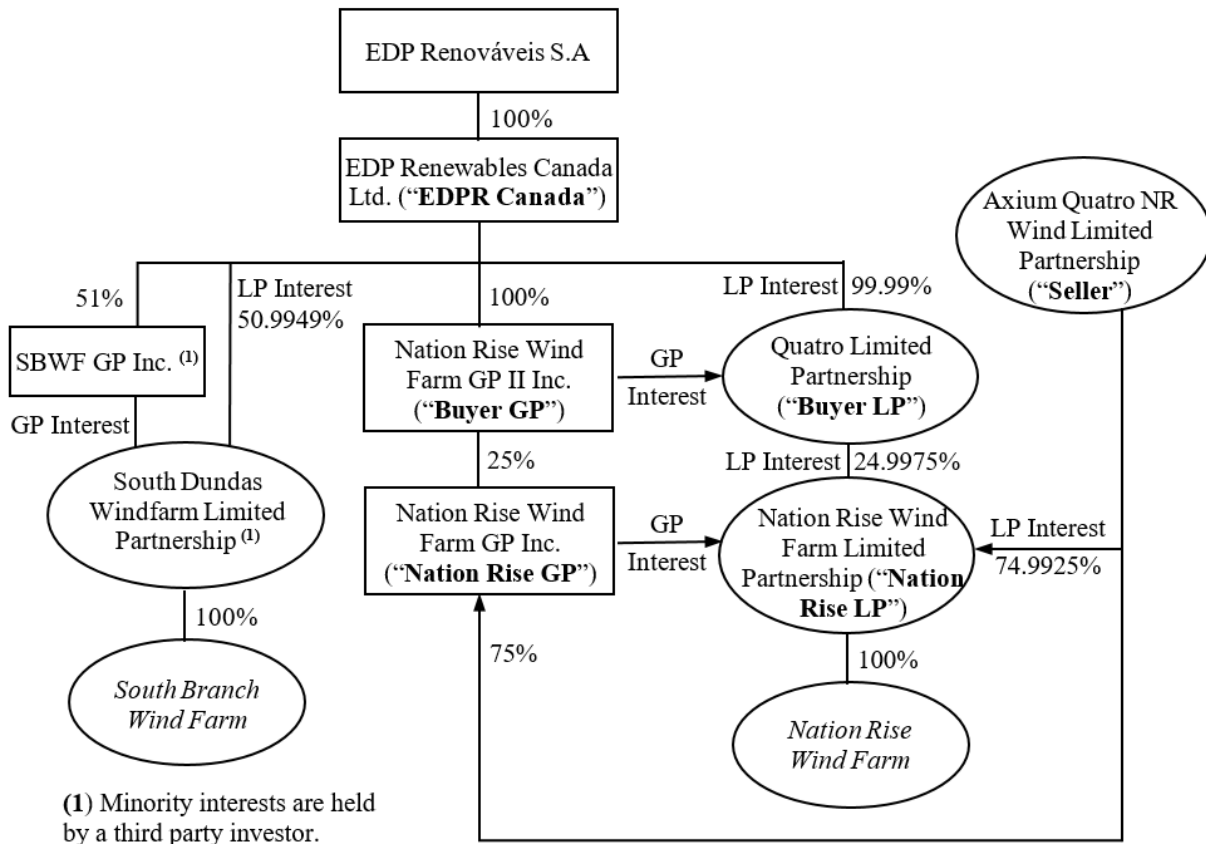 EDP Renováveis S.A
100%
EDP Renewables Canada
Ltd. (“EDPR Canada”)
Axium Quatro NR
Wind Limited
Partnership
(“Seller”)
51%
LP Interest
50.9949%
100%
LP Interest 99.99%
SBWF GP Inc. (1)
Nation Rise Wind
Farm GP II Inc.
(“Buyer GP”)
GP
Interest
Quatro Limited
Partnership
(“Buyer LP”)
GP Interest
25%
LP Interest 24.9975%
South Dundas
Windfarm Limited
Partnership (1)
Nation Rise Wind
Farm GP Inc.
(“Nation Rise GP”)
GP
Interest
Nation Rise Wind
Farm Limited
Partnership (“Nation
Rise LP”)
LP Interest
74.9925%
100%
75%
100%
South Branch
Wind Farm
Nation Rise
Wind Farm
(1) Minority interests are held
by a third party investor.